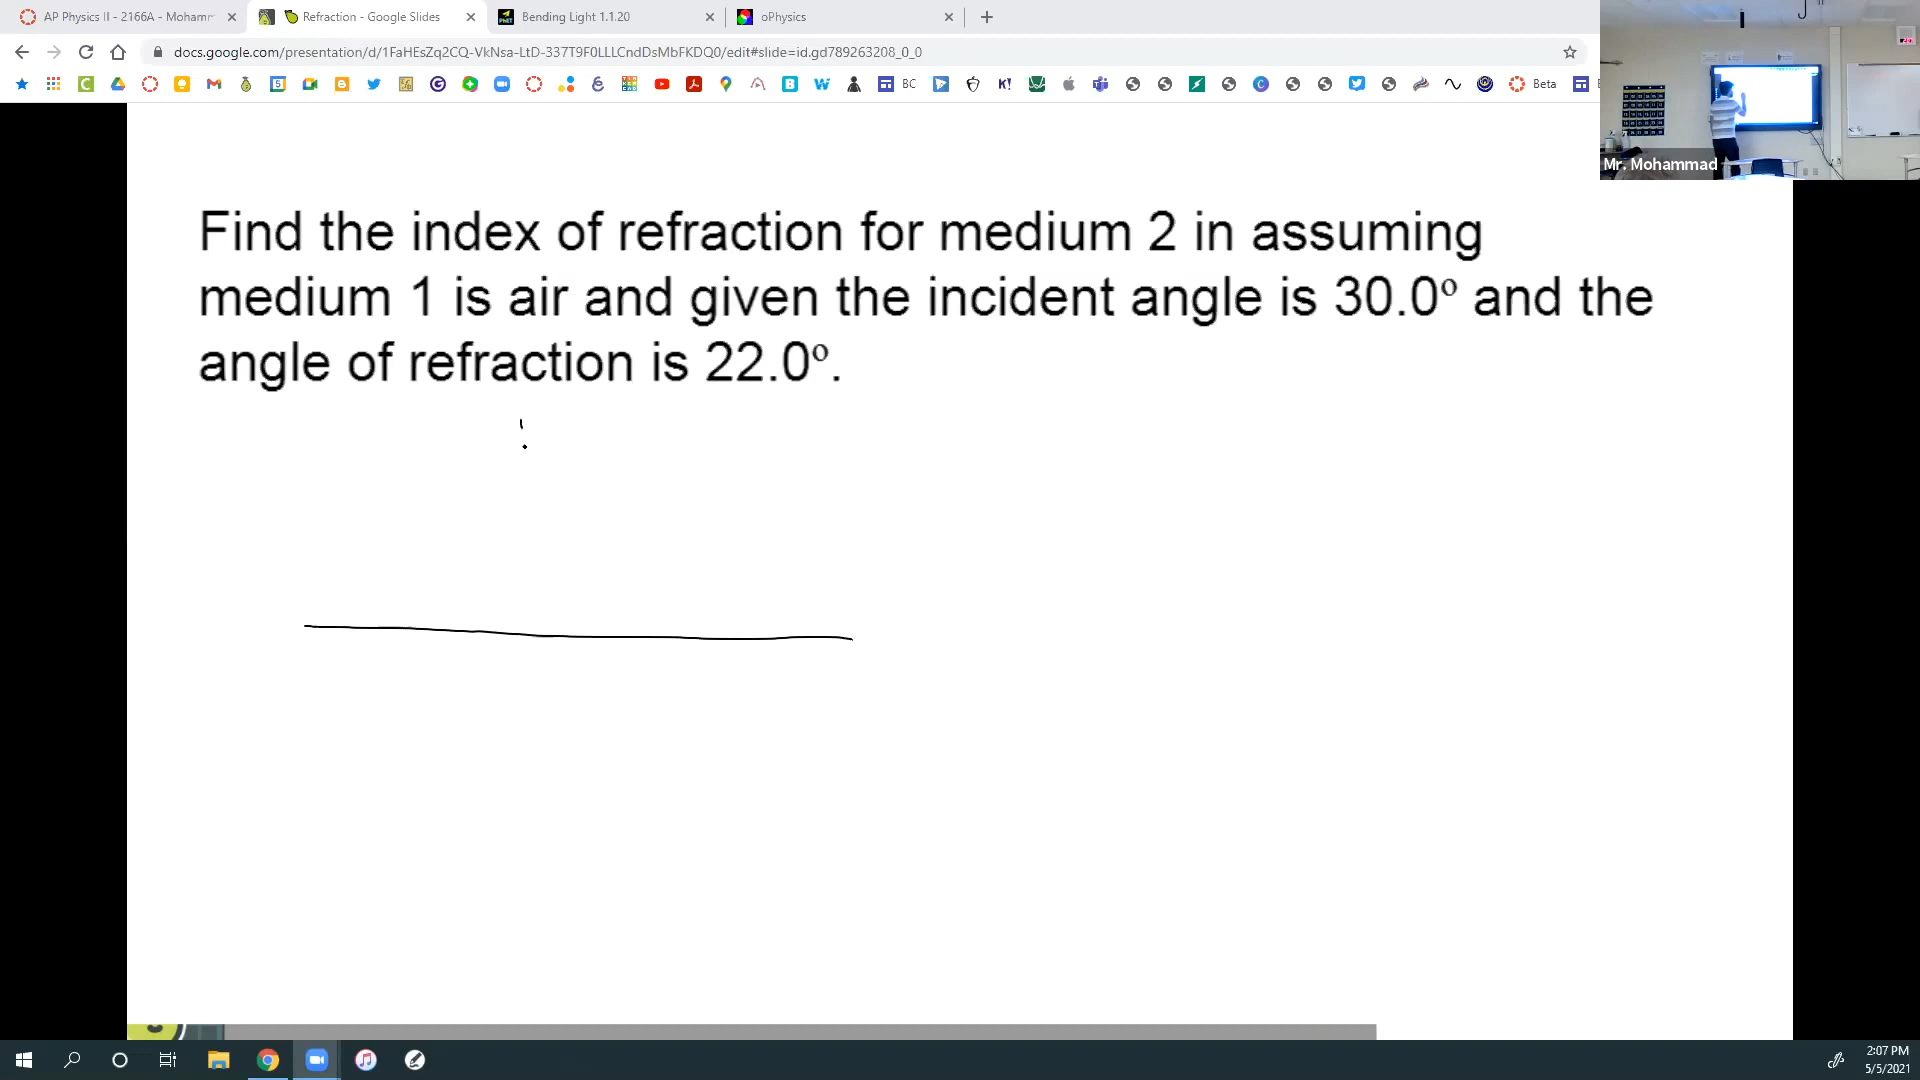 AP Physics II - 2166A - Mohamm
Refraction - Google Slides
Bending Light 1.1.20
oPhysics
docs.google.com/presentation/d/1FaHEsZq2CQ-VkNsa-LtD-337T9F0LLLCndDsMbFKDQ0/edit#slide=id.gd789263208_0_0
BC
Beta
Mr. Mohammad
Find the index of refraction for medium 2 in assuming
medium 1 is air and given the incident angle is 30.0º and the
angle of refraction is 22.0º.
2:07 PM
5/5/2021